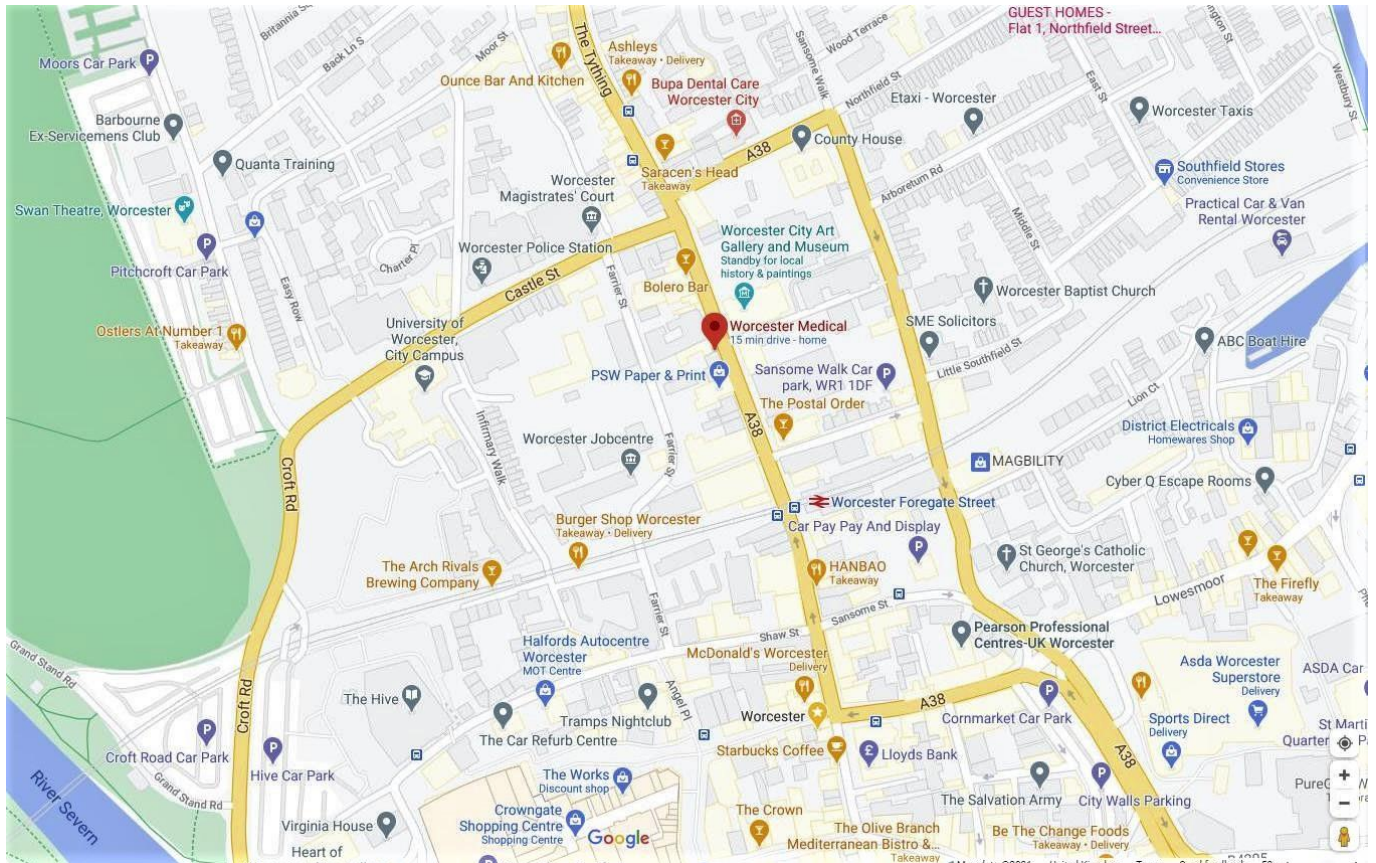 GUEST HOMES -
Flat 1, Northfield Street...
Britannia
Back Ln S
Moor St
The Tything
Ashleys
Takeaway • Delivery
Ounce Bar And Kitchen
Moors Car Park
Bupa Dental Care
Worcester City
Sansome Walk
Wood Terrace
Northfield St
East St
Westbury St
Etaxi - Worcester
Worcester Taxis
Barbourne
Ex-Servicemens Club
County House
A38
Quanta Training
Saracen's Head
Takeaway
Southfield Stores
Convenience Store
Arboretum Rd
Worcester
Magistrates' Court
Swan Theatre, Worcester
Practical Car & Van
Rental Worcester
Middle St
Worcester City Art
Gallery and Museum
Standby for local
history & paintings
Worcester Police Station
Charter Pl
Pitchcroft Car Park
Castle St
Farrier St
Bolero Bar
Easy Row
Worcester Baptist Church
Ostlers At Number 1
Takeaway
University of
Worcester,
City Campus
Worcester Medical
15 min drive - home
SME Solicitors
ABC Boat Hire
PSW Paper & Print
Sansome Walk Car
park, WR1 1DF
Little Southfield St
Lion Ct
The Postal Order
A38
Infirmary Walk
Worcester Jobcentre
Farrier St
District Electricals
Homewares Shop
MAGBILITY
Croft Rd
Cyber Q Escape Rooms
Worcester Foregate Street
Burger Shop Worcester
Takeaway • Delivery
Car Pay Pay And Display
The Arch Rivals
Brewing Company
HANBAO
Takeaway
St George's Catholic
Church, Worcester
The Firefly
Takeaway
Lowesmoor
Farrier St
Sansome St
Shaw St
Pearson Professional
Centres-UK Worcester
Grand Stand Rd
Halfords Autocentre
Worcester
MOT Centre
McDonald's Worcester
Delivery
Asda Worcester
Superstore
Delivery
ASDA Car
The Hive
Angel Pl
Tramps Nightclub
Worcester
A38
Cornmarket Car Park
Sports Direct
Delivery
St Marti
Quarter
Croft Rd
The Car Refurb Centre
Starbucks Coffee
Lloyds Bank
A38
Croft Road Car Park
Hive Car Park
River Severn
Grand Stand Rd
The Works
Discount shop
The Salvation Army
City Walls Parking
Crowngate
Shopping Centre
Shopping Centre
Google
The Crown
Virginia House
Heart of
The Olive Branch
Mediterranean Bistro &...
Takeaway
Be The Change Foods
Takeaway • Delivery